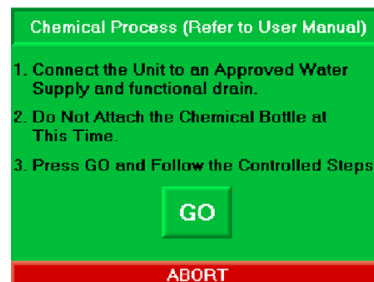 Chemical Process (Refer to User Manual)
1. Connect the Unit to an Approved Water
Supply and functional drain.
2. Do Not Attach the Chemical Bottle at
This Time.
3. Press GO and Follow the Controlled Steps
GO
ABORT